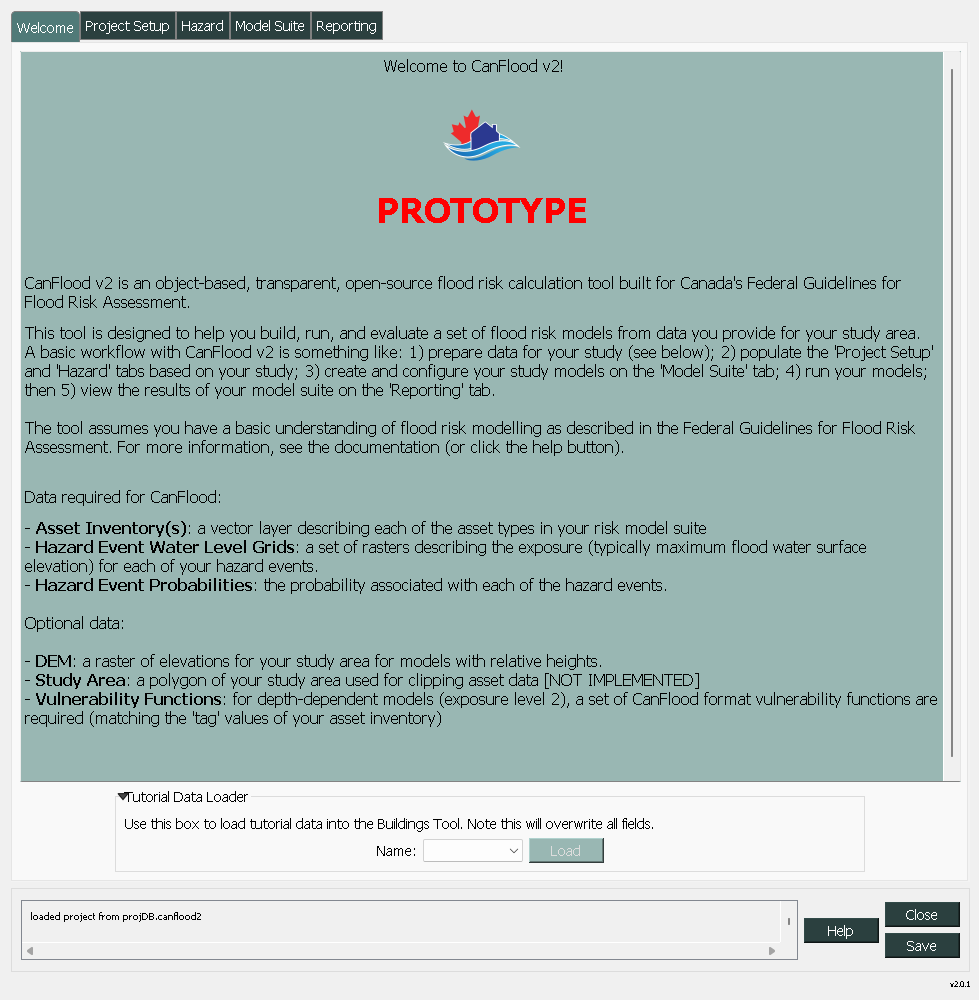 Welcome
Project Setup
Hazard
Model Suite
Reporting
Welcome to CanFlood v2!
PROTOTYPE
CanFlood v2 is an object-based, transparent, open-source flood risk calculation tool built for Canada's Federal Guidelines for
Flood Risk Assessment.
This tool is designed to help you build, run, and evaluate a set of flood risk models from data you provide for your study area.
A basic workflow with CanFlood v2 is something like: 1) prepare data for your study (see below); 2) populate the 'Project Setup'
and 'Hazard' tabs based on your study; 3) create and configure your study models on the 'Model Suite' tab; 4) run your models;
then 5) view the results of your model suite on the 'Reporting' tab.
The tool assumes you have a basic understanding of flood risk modelling as described in the Federal Guidelines for Flood Risk
Assessment. For more information, see the documentation (or click the help button).
Data required for CanFlood:
- Asset Inventory(s): a vector layer describing each of the asset types in your risk model suite
- Hazard Event Water Level Grids: a set of rasters describing the exposure (typically maximum flood water surface
elevation) for each of your hazard events.
- Hazard Event Probabilities: the probability associated with each of the hazard events.
Optional data:
- DEM: a raster of elevations for your study area for models with relative heights.
- Study Area: a polygon of your study area used for clipping asset data [NOT IMPLEMENTED]
- Vulnerability Functions: for depth-dependent models (exposure level 2), a set of CanFlood format vulnerability functions are
required (matching the 'tag' values of your asset inventory)
Tutorial Data Loader
Use this box to load tutorial data into the Buildings Tool. Note this will overwrite all fields.
Name:
Load
loaded project from projDB.canflood2
Help
Close
Save
v2.0.1